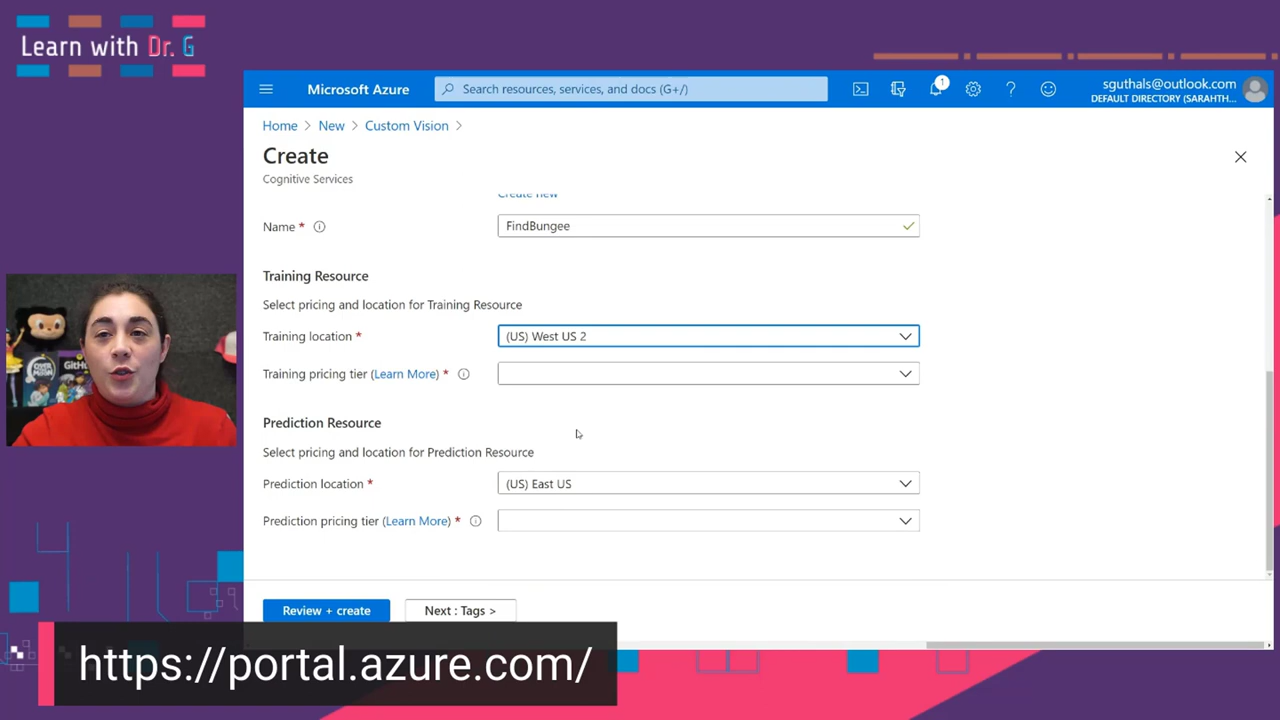 Learn with Dr. G
Microsoft Azure
Search resources, services, and docs (G+/)
1
sguthals@outlook.com
DEFAULT DIRECTORY (SARAHTH...
Home > New > Custom Vision >
Create
Cognitive Services
Create new
Name *
FindBungee
Training Resource
Select pricing and location for Training Resource
Training location *
(US) West US 2
Training pricing tier (Learn More) *
Prediction Resource
Select pricing and location for Prediction Resource
Prediction location *
(US) East US
Prediction pricing tier (Learn More) *
Review + create
Next : Tags >
https://portal.azure.com/